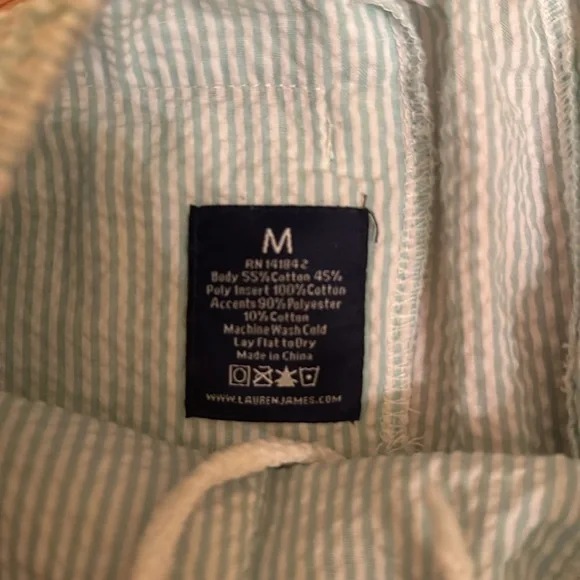 M
RN 141842
Body 55% Cotton 45%
Poly Insert 100% Cotton
Accents 90% Polyester
10% Cotton
Machine Wash Cold
Lay Flat to Dry
Made in China
WWW.LAURENJAMES.COM